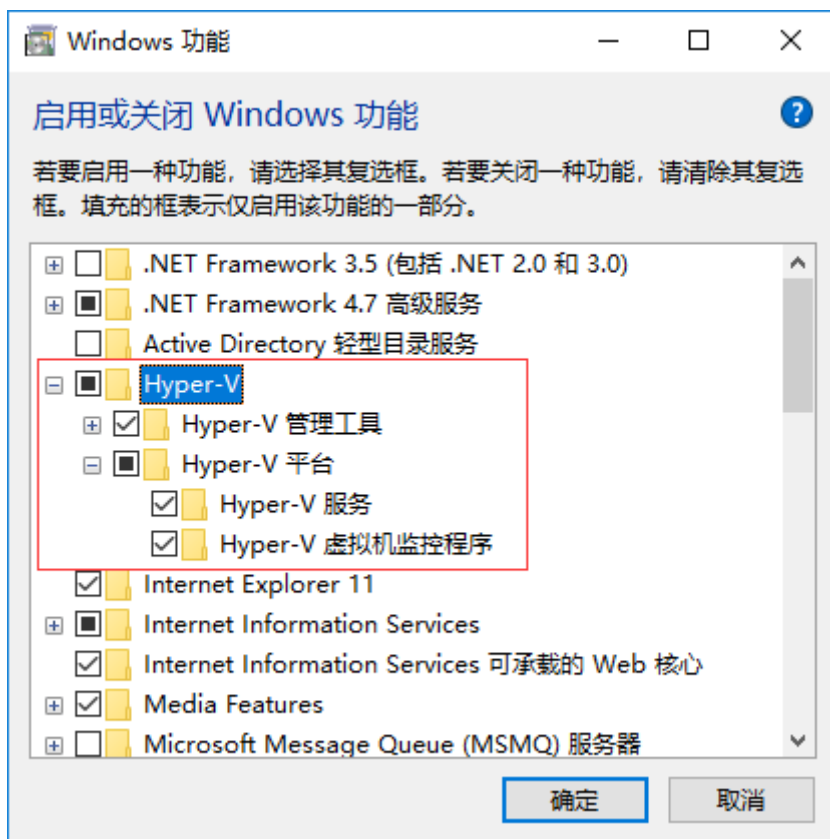 Windows 功能
启用或关闭 Windows 功能
若要启用一种功能，请选择其复选框。若要关闭一种功能，请清除其复选
框。填充的框表示仅启用该功能的一部分。
.NET Framework 3.5 (包括 .NET 2.0 和 3.0)
.NET Framework 4.7 高级服务
Active Directory 轻型目录服务
Hyper-V
Hyper-V 管理工具
Hyper-V 平台
Hyper-V 服务
Hyper-V 虚拟机监控程序
Internet Explorer 11
Internet Information Services
Internet Information Services 可承载的 Web 核心
Media Features
Microsoft Message Queue (MSMQ) 服务器
确定
取消